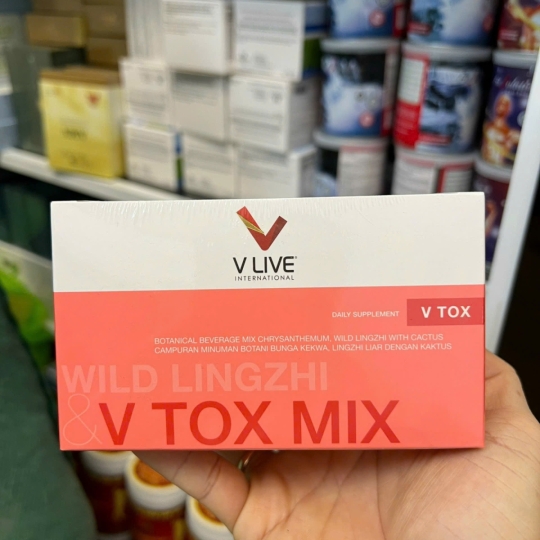 V LIVE
INTERNATIONAL
DAILY SUPPLEMENT
V TOX
BOTANICAL BEVERAGE MIX CHRYSANTHEMUM, WILD LINGZHI WITH CACTUS
CAMPURAN MINUMAN BOTANI BUNGA KEKWA, LINGZHI LIAR DENGAN KAKTUS
WILD LINGZHI
& V TOX MIX